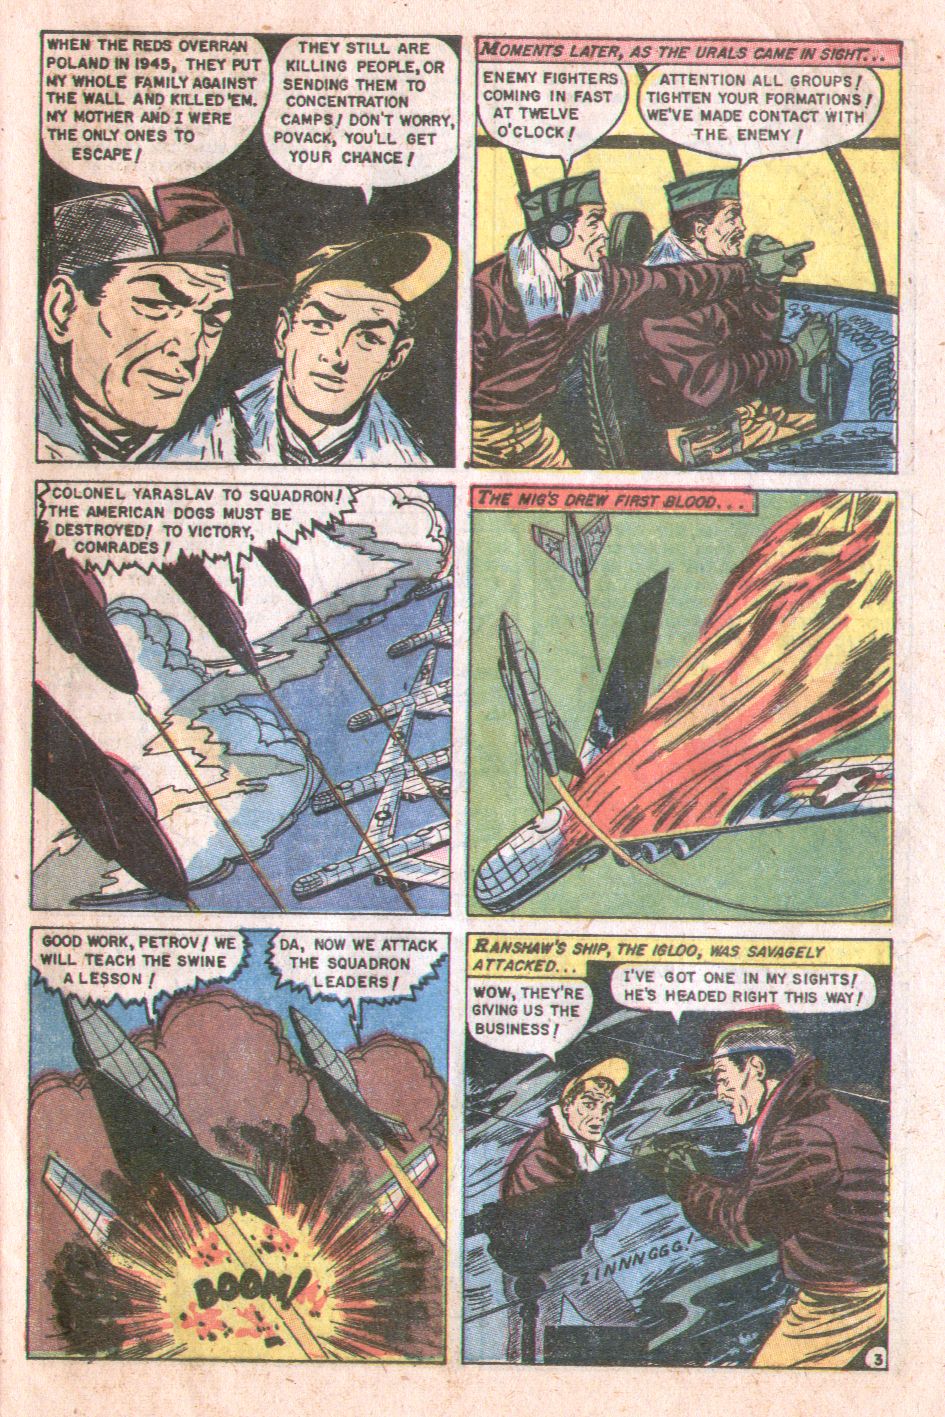 WHEN THE REDS OVERRAN
POLAND IN 1945, THEY PUT
MY WHOLE FAMILY AGAINST
THE WALL AND KILLED 'EM.
MY MOTHER AND I WERE
THE ONLY ONES TO
ESCAPE!
THEY STILL ARE
KILLING PEOPLE, OR
SENDING THEM TO
CONCENTRATION
CAMPS! DON'T WORRY,
POVACK, YOU'LL GET
YOUR CHANCE!
MOMENTS LATER, AS THE URALS CAME IN SIGHT...
ENEMY FIGHTERS
COMING IN FAST
AT TWELVE
O'CLOCK!
ATTENTION ALL GROUPS!
TIGHTEN YOUR FORMATIONS!
WE'VE MADE CONTACT WITH
THE ENEMY!
COLONEL YARASLAV TO SQUADRON!
THE AMERICAN DOGS MUST BE
DESTROYED! TO VICTORY,
COMRADES!
THE MIG'S DREW FIRST BLOOD...
GOOD WORK, PETROV! WE
WILL TEACH THE SWINE
A LESSON!
DA, NOW WE ATTACK
THE SQUADRON
LEADERS!
BOOM!
RANSHAW'S SHIP, THE IGLOO, WAS SAVAGELY
ATTACKED...
WOW, THEY'RE
GIVING US THE
BUSINESS!
I'VE GOT ONE IN MY SIGHTS!
HE'S HEADED RIGHT THIS WAY!
ZINNNGGG!
3